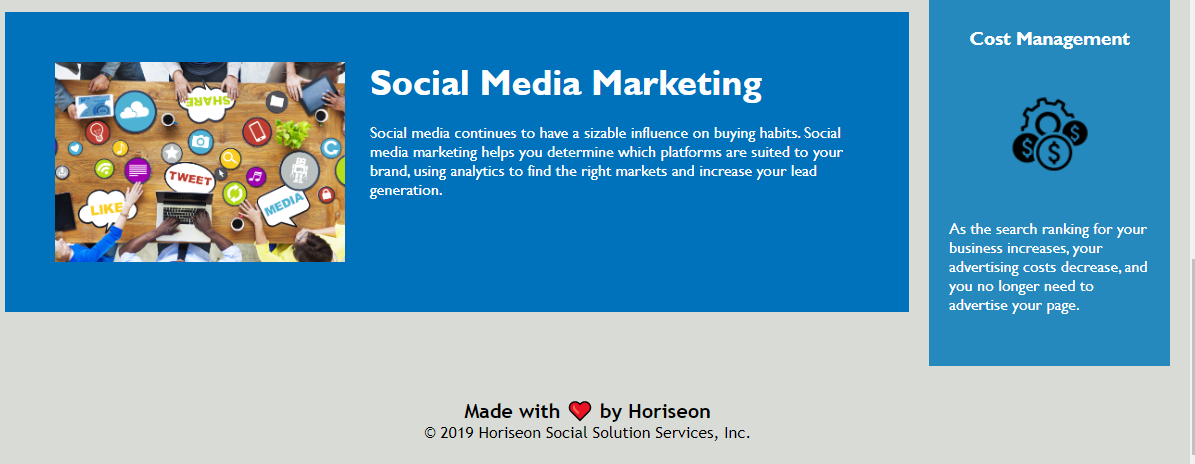 Social Media Marketing
Social media continues to have a sizable influence on buying habits. Social
media marketing helps you determine which platforms are suited to your
brand, using analytics to find the right markets and increase your lead
generation.
SHARE
TWEET
LIKE
MEDIA
Cost Management
$
$
$
As the search ranking for your
business increases, your
advertising costs decrease, and
you no longer need to
advertise your page.
Made with ❤️ by Horiseon
© 2019 Horiseon Social Solution Services, Inc.